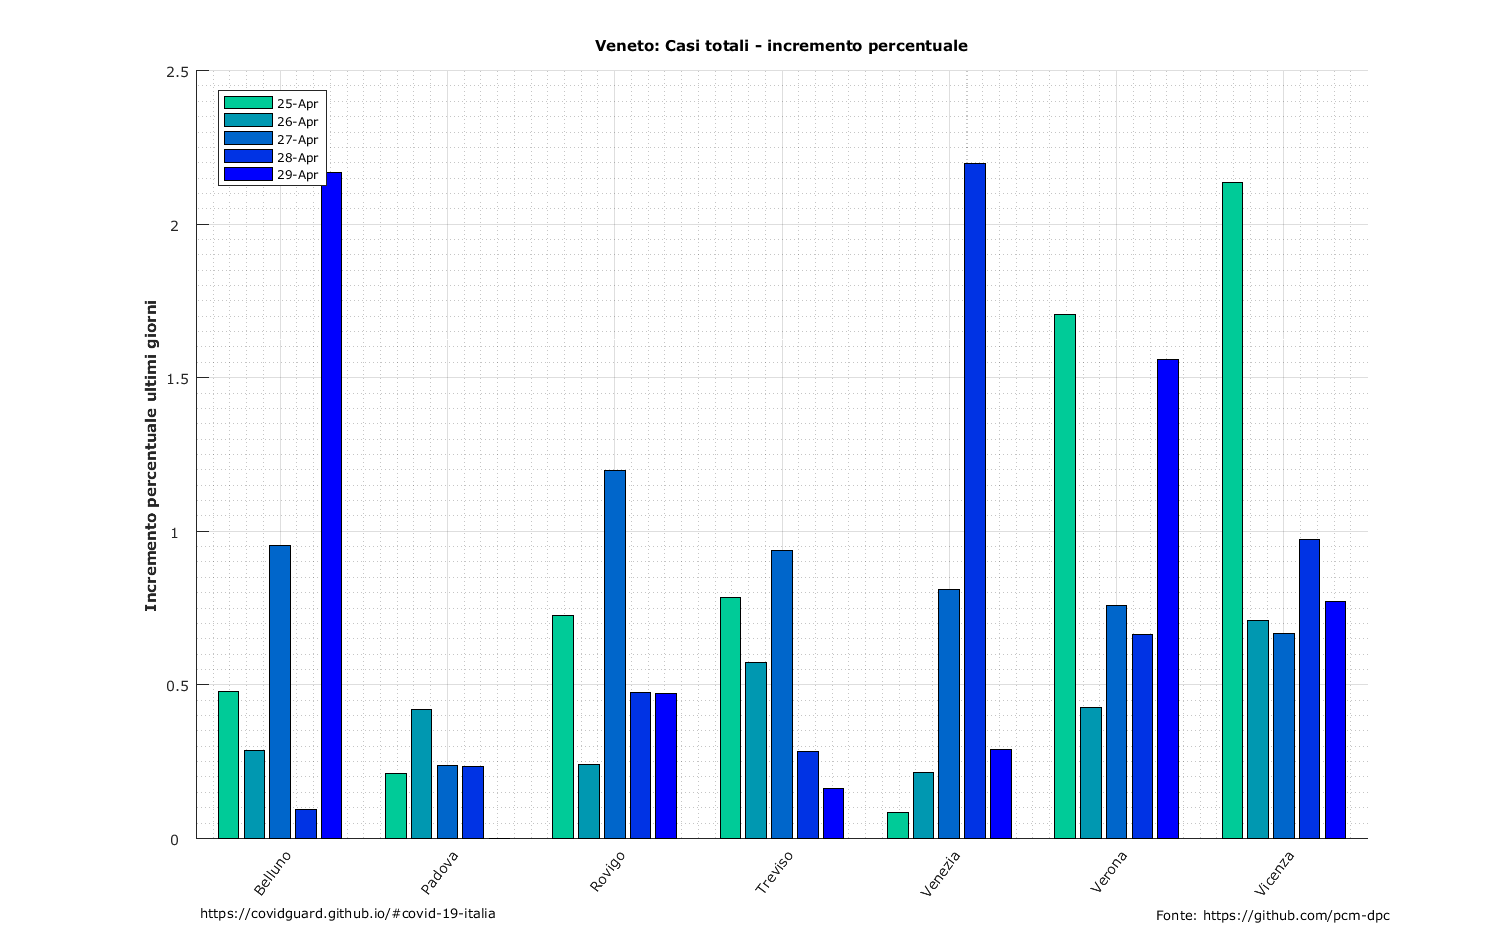 Veneto: Casi totali - incremento percentuale
Incremento percentuale ultimi giorni
2.5
2
1.5
1
0.5
0
25-Apr
26-Apr
27-Apr
28-Apr
29-Apr
Belluno
Padova
Rovigo
Treviso
Venezia
Verona
Vicenza
https://covidguard.github.io/#covid-19-italia
Fonte: https://github.com/pcm-dpc